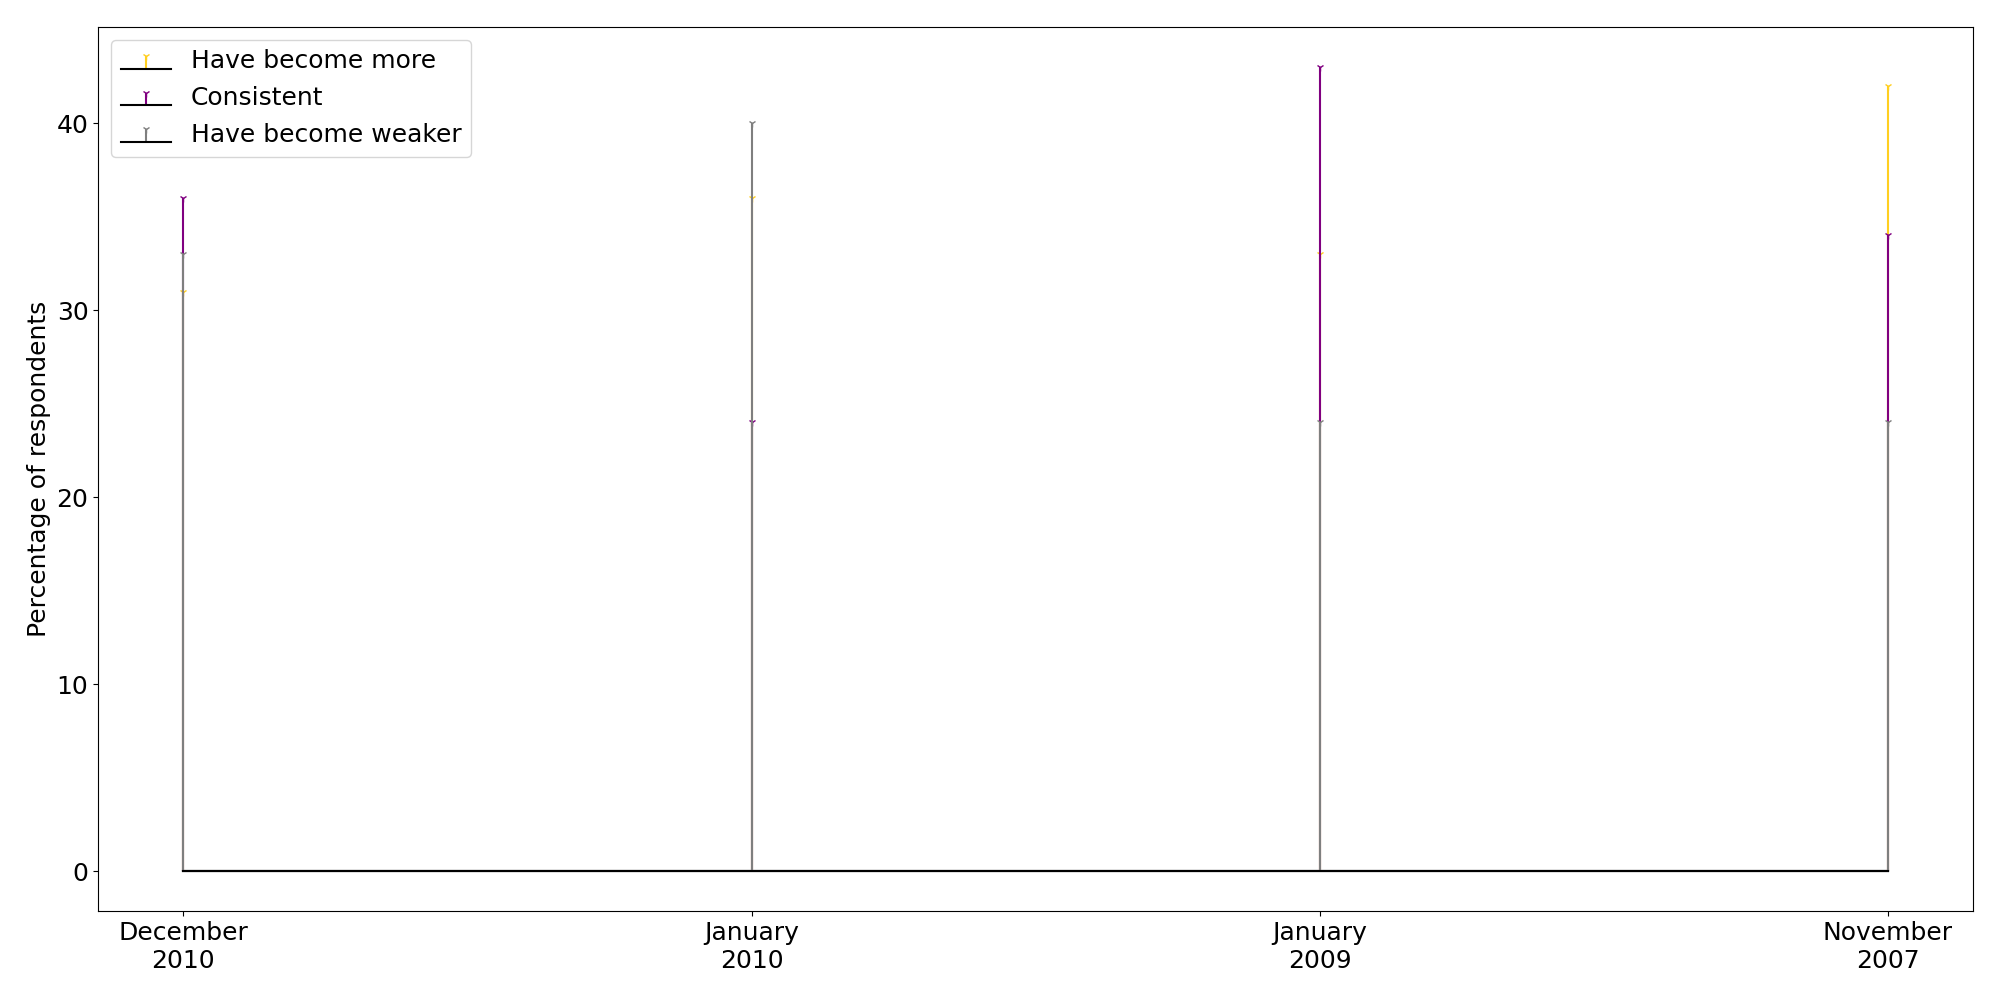 Have become more
Consistent
Have become weaker
Percentage of respondents
40
30
20
10
0
December
2010
January
2010
January
2009
November
2007